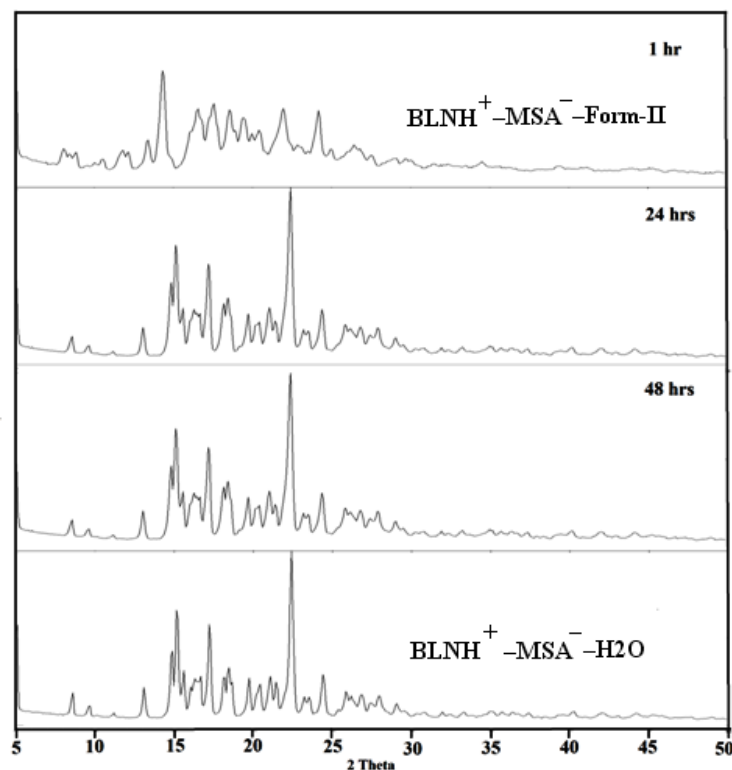 1 hr
BLNH⁺–MSA⁻–Form-II
24 hrs
48 hrs
BLNH⁺–MSA⁻–H2O
5 10 15 20 25 30 35 40 45 50
2 Theta